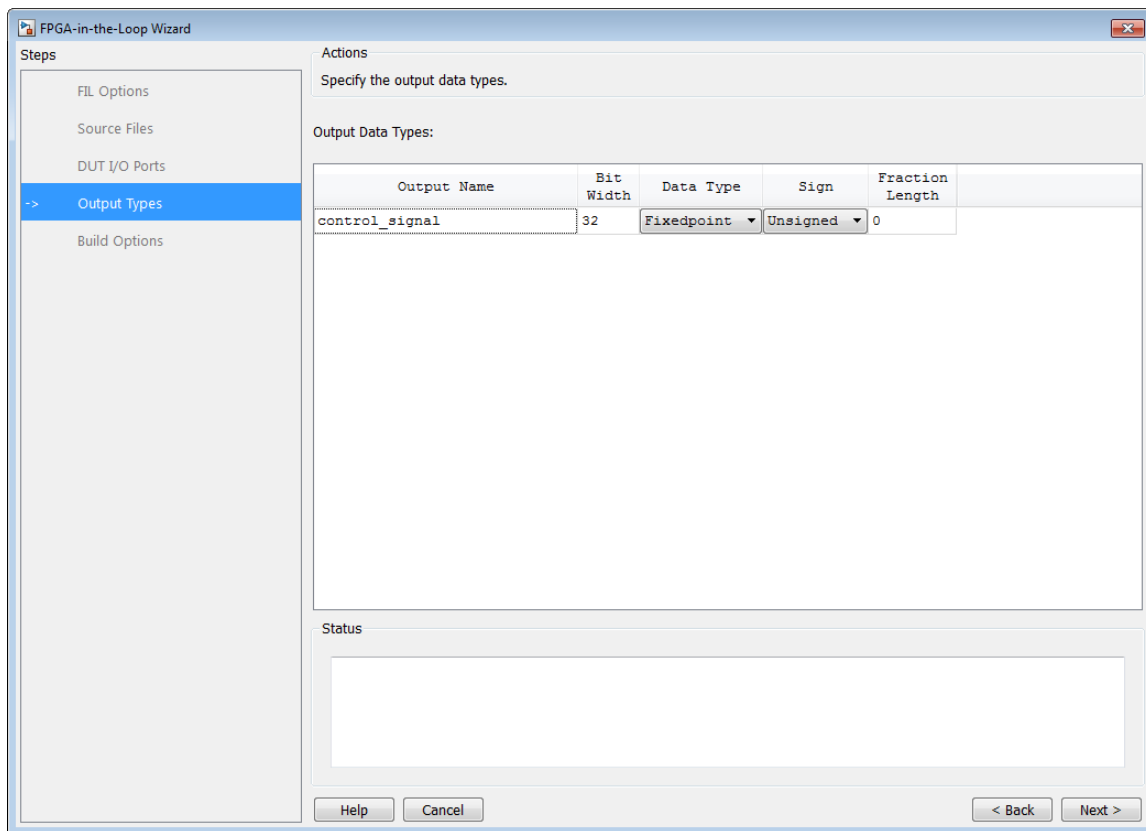 FPGA-in-the-Loop Wizard
Steps
FIL Options
Source Files
DUT I/O Ports
-> Output Types
Build Options
Actions
Specify the output data types.
Output Data Types:
Output Name Bit Width Data Type Sign Fraction Length
control_signal 32 Fixedpoint Unsigned 0
Status
Help Cancel < Back Next >